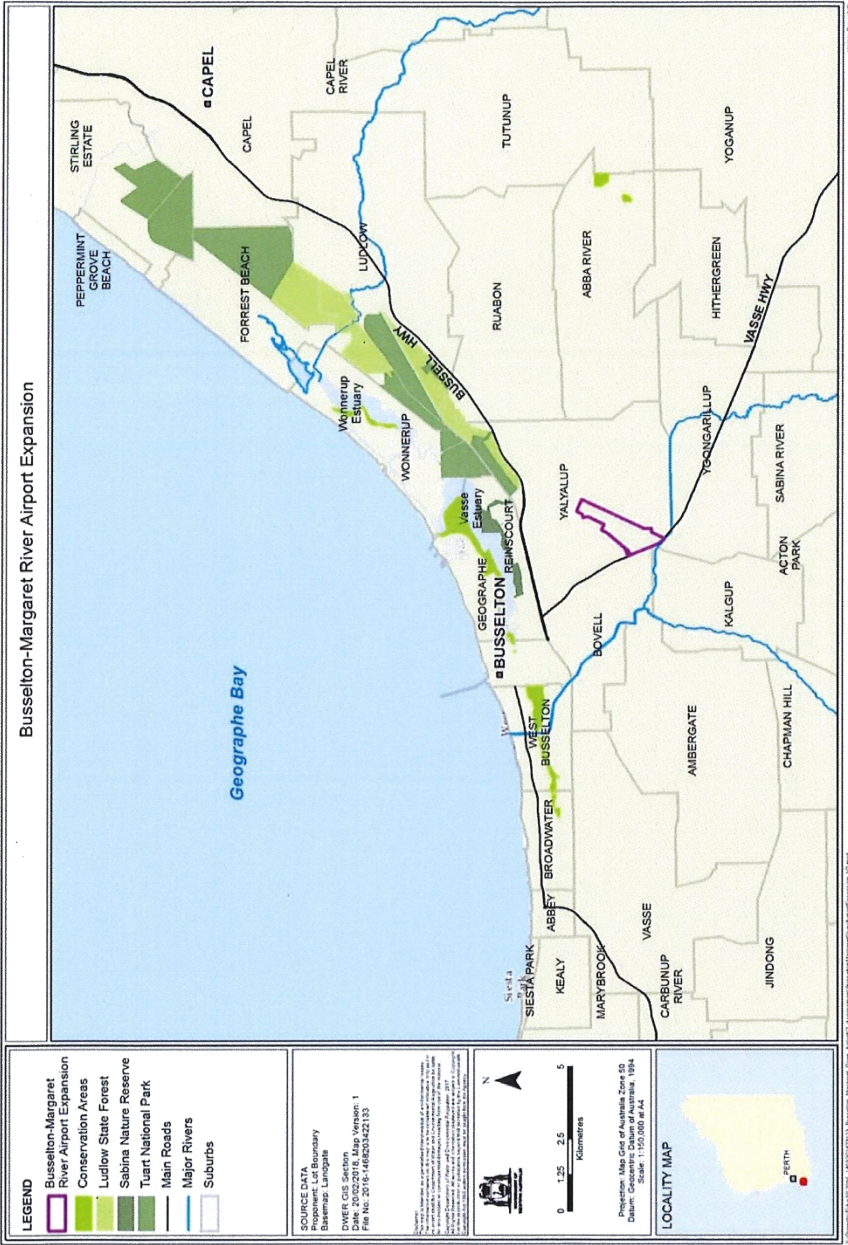 Busselton-Margaret River Airport Expansion
STIRLING
ESTATE
CAPEL
CAPEL
RIVER
CAPEL
PEPPERMINT
GROVE
BEACH
TUTUNUP
YOGANUP
FORREST BEACH
LUDLOW
RUABON
ABBA RIVER
HITHERGREEN
VASSE HWY
BUSSELL
HWY
Wonnerup
Estuary
WONNERUP
YOONGARILLUP
SABINA RIVER
YALYALUP
Vasse
Estuary
REINSCOURT
GEOGRAPHE
BUSSELTON
ACTON
PARK
KALGUP
BOVELL
Geographe Bay
WEST
BUSSELTON
AMBERGATE
CHAPMAN HILL
BROADWATER
ABBEY
VASSE
Siesta
Park
SIESTA PARK
KEALY
MARYBROOK
CARBUNUP
RIVER
JINDONG
LEGEND
Busselton-Margaret
River Airport Expansion
Conservation Areas
Ludlow State Forest
Sabina Nature Reserve
Tuart National Park
Main Roads
Major Rivers
Suburbs
SOURCE DATA
Proponent: Lot Boundary
Basemap: Landgate
DWER GIS Section
Date: 20/02/2018, Map Version: 1
File No: 2016-1468203422133
N
0 1.25 2.5 5
Kilometres
Projection: Map Grid of Australia Zone 50
Datum: Geocentric Datum of Australia, 1994
Scale: 1:150,000 at A4
LOCALITY MAP
PERTH